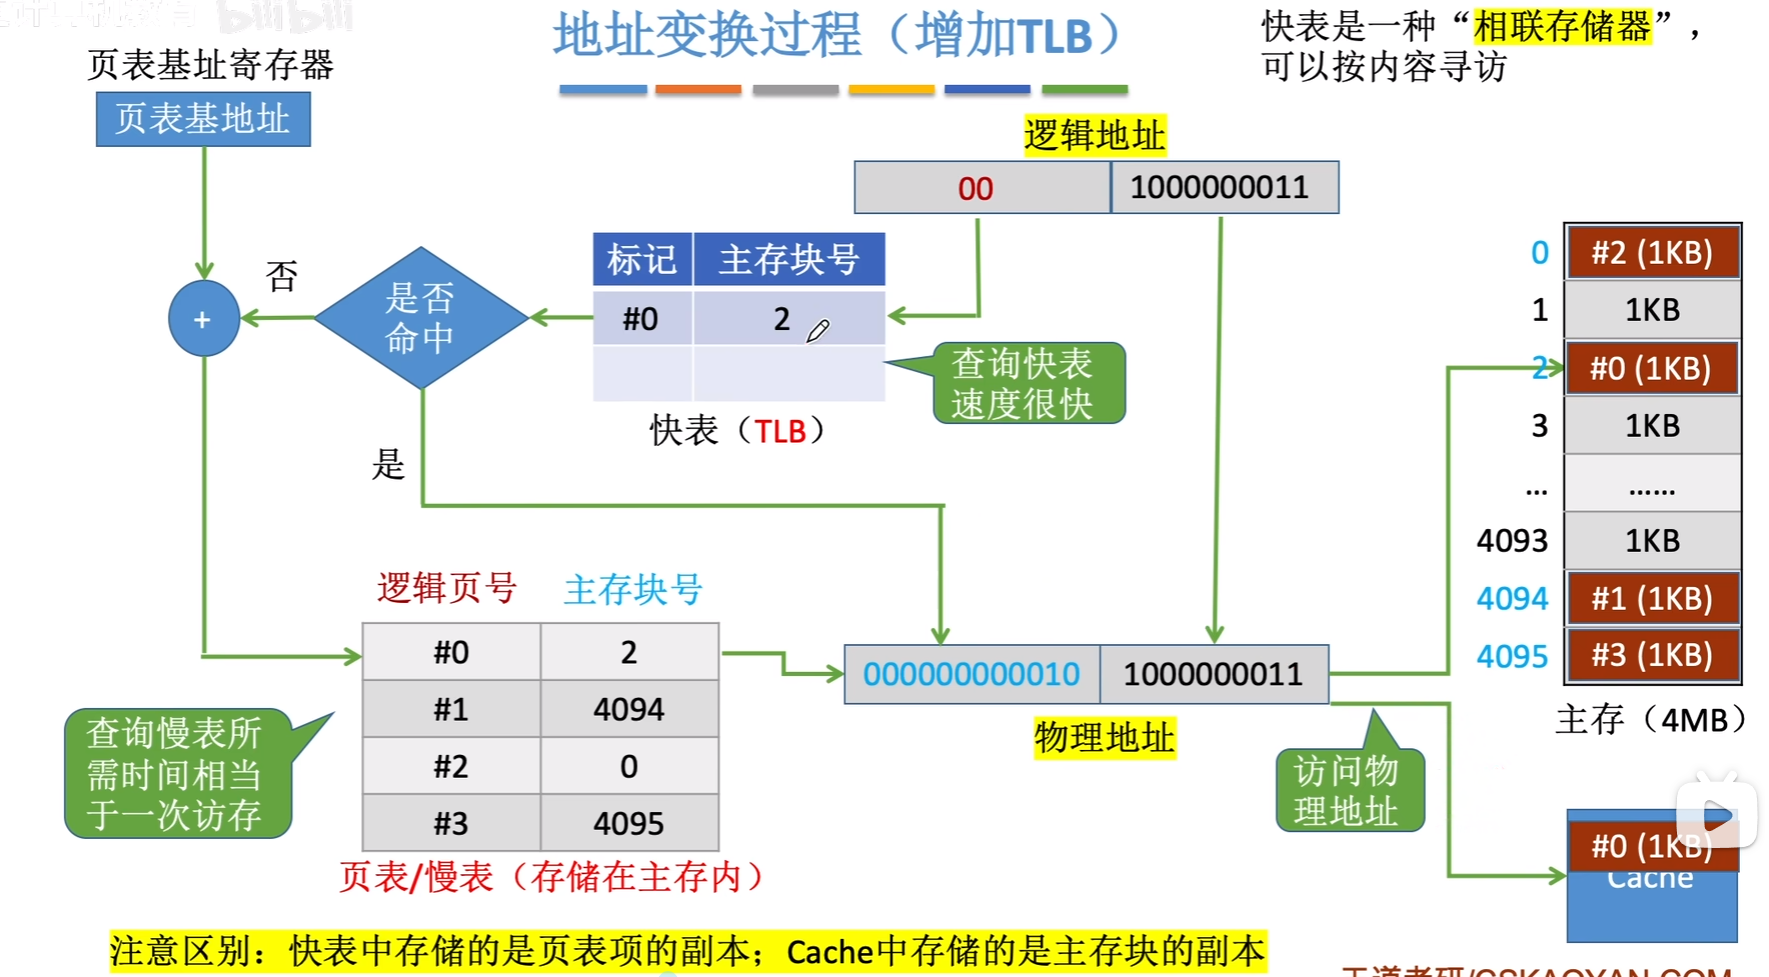 bilibili
地址变换过程（增加TLB）
快表是一种“相联存储器”，
可以按内容寻访
页表基址寄存器
页表基地址
逻辑地址
00 1000000011
否
是否
命中
+
标记 主存块号
#0 2
查询快表
速度很快
快表（TLB）
是
0 #2 (1KB)
1 1KB
2 #0 (1KB)
3 1KB
... ......
4093 1KB
4094 #1 (1KB)
4095 #3 (1KB)
主存（4MB）
逻辑页号 主存块号
#0 2
#1 4094
#2 0
#3 4095
页表/慢表（存储在主存内）
查询慢表所
需时间相当
于一次访存
000000000010 1000000011
物理地址
访问物
理地址
#0 (1KB)
Cache
注意区别：快表中存储的是页表项的副本；Cache中存储的是主存块的副本
王道考研/CSKAOYAN.COM